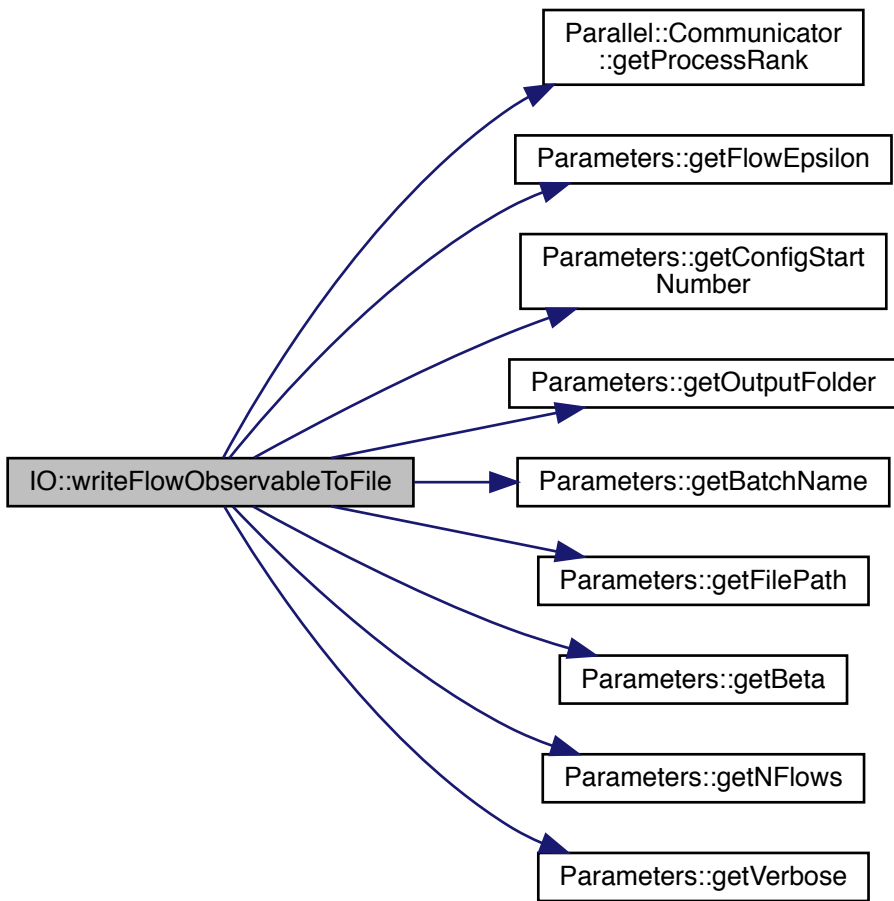 Parallel::Communicator
::getProcessRank
Parameters::getFlowEpsilon
Parameters::getConfigStart
Number
Parameters::getOutputFolder
IO::writeFlowObservableToFile
Parameters::getBatchName
Parameters::getFilePath
Parameters::getBeta
Parameters::getNFlows
Parameters::getVerbose